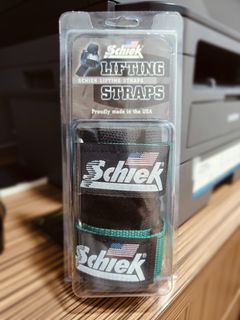 Schiek
LIFTING
SCHIEK LIFTING STRAPS
STRAPS
Proudly made in the USA
Schiek
Schiek